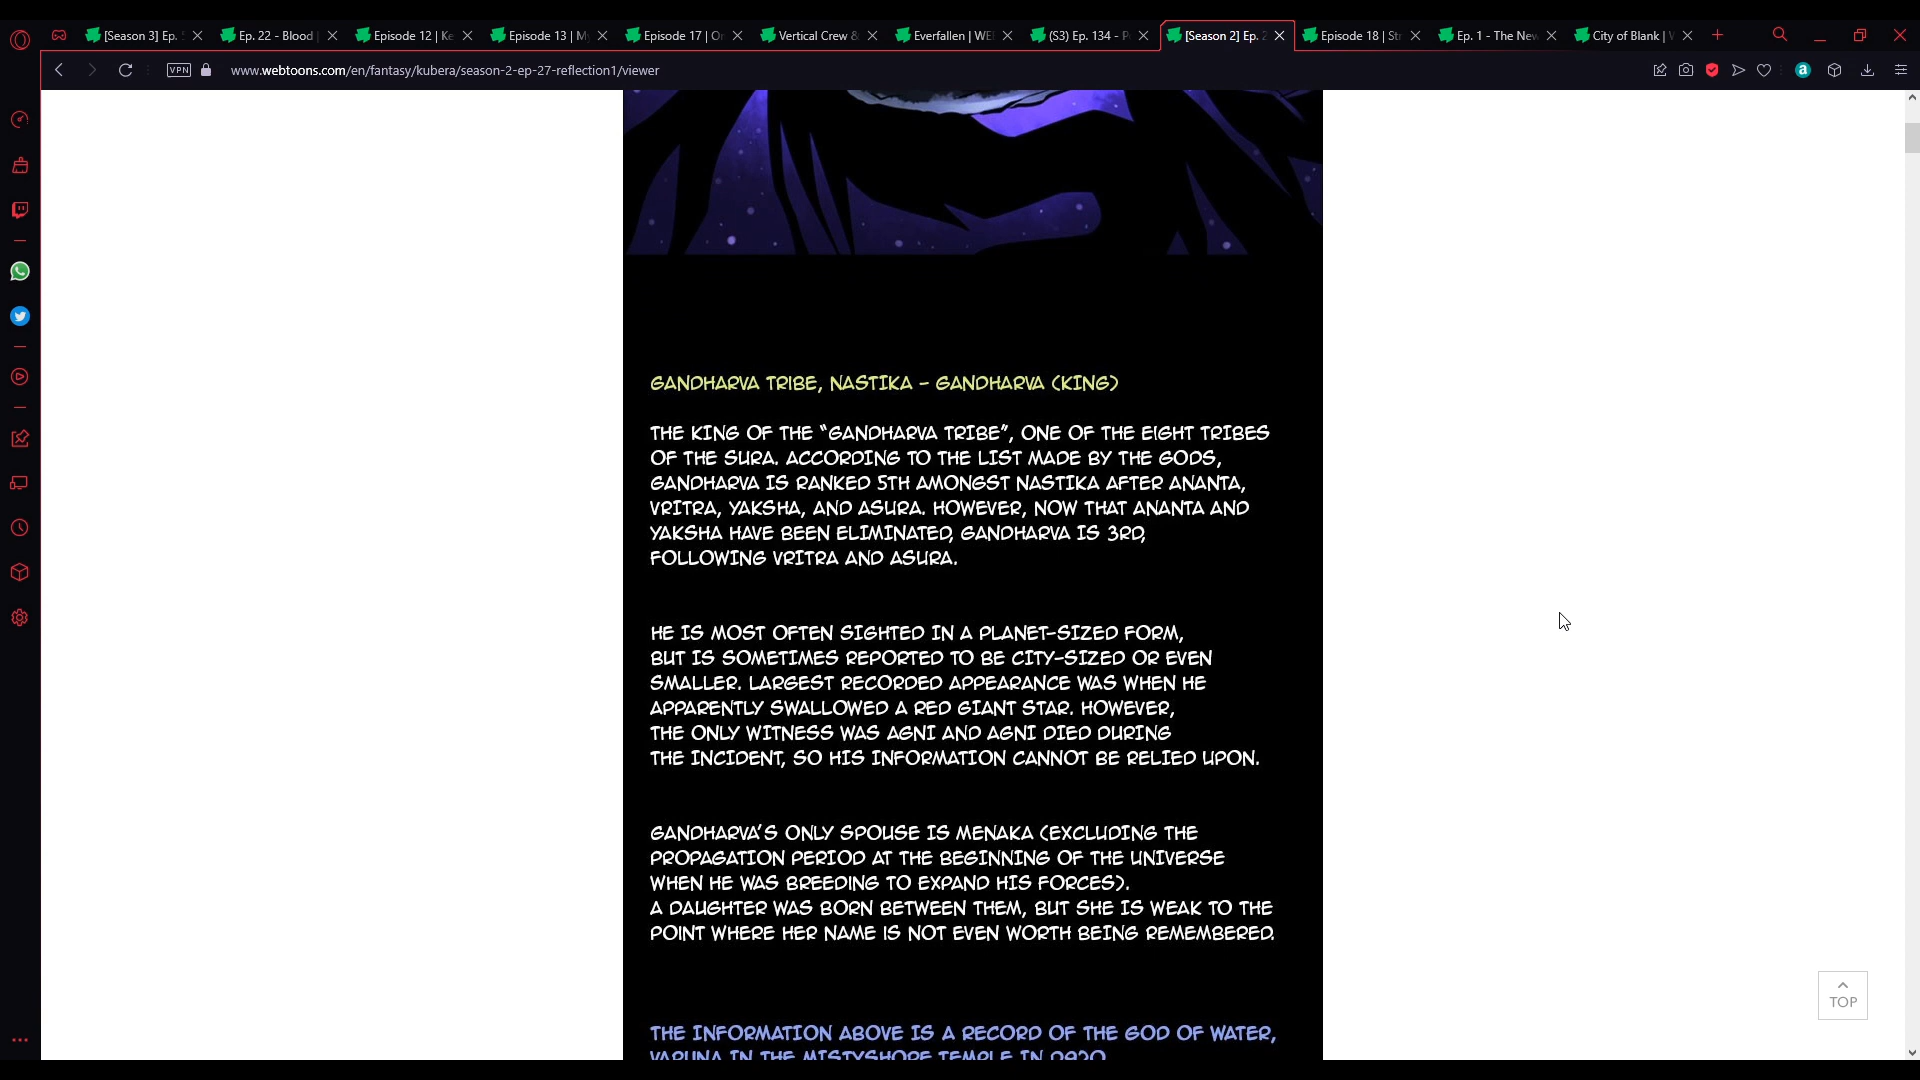 [Season 3] Ep.
Ep. 22 - Blood
Episode 12 | Ke
Episode 13 | M
Episode 17 | Or
Vertical Crew &
Everfallen | WE
(S3) Ep. 134 - P
[Season 2] Ep. 2
Episode 18 | St
Ep. 1 - The New
City of Blank |
VPN
www.webtoons.com/en/fantasy/kubera/season-2-ep-27-reflection1/viewer
a
GANDHARVA TRIBE, NASTIKA - GANDHARVA (KING)
THE KING OF THE “GANDHARVA TRIBE”, ONE OF THE EIGHT TRIBES
OF THE SURA. ACCORDING TO THE LIST MADE BY THE GODS,
GANDHARVA IS RANKED 5TH AMONGST NASTIKA AFTER ANANTA,
VRITRA, YAKSHA, AND ASURA. HOWEVER, NOW THAT ANANTA AND
YAKSHA HAVE BEEN ELIMINATED, GANDHARVA IS 3RD,
FOLLOWING VRITRA AND ASURA.
HE IS MOST OFTEN SIGHTED IN A PLANET-SIZED FORM,
BUT IS SOMETIMES REPORTED TO BE CITY-SIZED OR EVEN
SMALLER. LARGEST RECORDED APPEARANCE WAS WHEN HE
APPARENTLY SWALLOWED A RED GIANT STAR. HOWEVER,
THE ONLY WITNESS WAS AGNI AND AGNI DIED DURING
THE INCIDENT, SO HIS INFORMATION CANNOT BE RELIED UPON.
GANDHARVA'S ONLY SPOUSE IS MENAKA (EXCLUDING THE
PROPAGATION PERIOD AT THE BEGINNING OF THE UNIVERSE
WHEN HE WAS BREEDING TO EXPAND HIS FORCES).
A DAUGHTER WAS BORN BETWEEN THEM, BUT SHE IS WEAK TO THE
POINT WHERE HER NAME IS NOT EVEN WORTH BEING REMEMBERED.
THE INFORMATION ABOVE IS A RECORD OF THE GOD OF WATER,
VARUNA IN THE MISTYSHORE TEMPLE IN
TOP